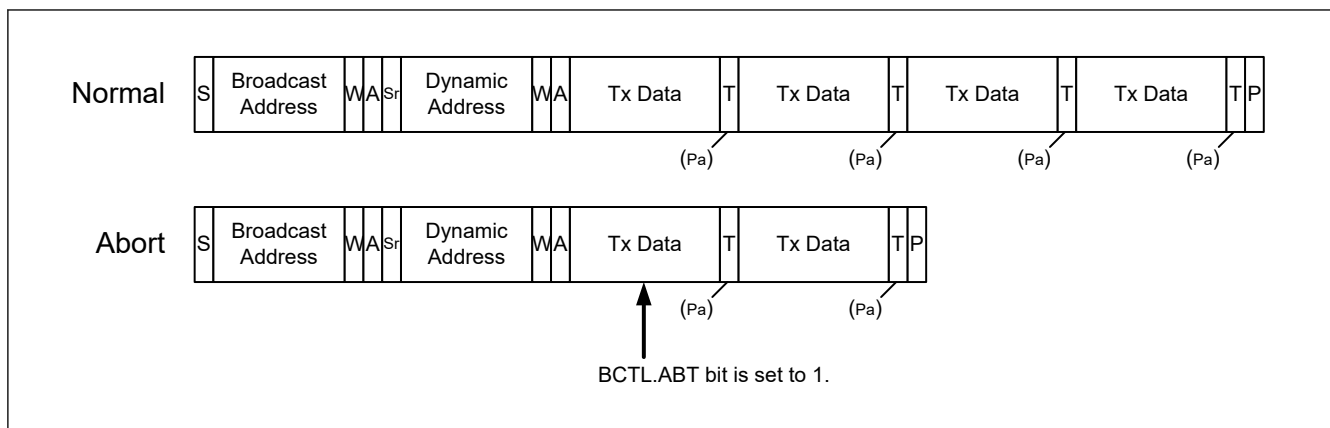 Normal S Broadcast Address W A Sr Dynamic Address W A Tx Data T Tx Data T Tx Data T Tx Data T P
(Pa) (Pa) (Pa) (Pa)
Abort S Broadcast Address W A Sr Dynamic Address W A Tx Data T Tx Data T P
(Pa) (Pa)
BCTL.ABT bit is set to 1.